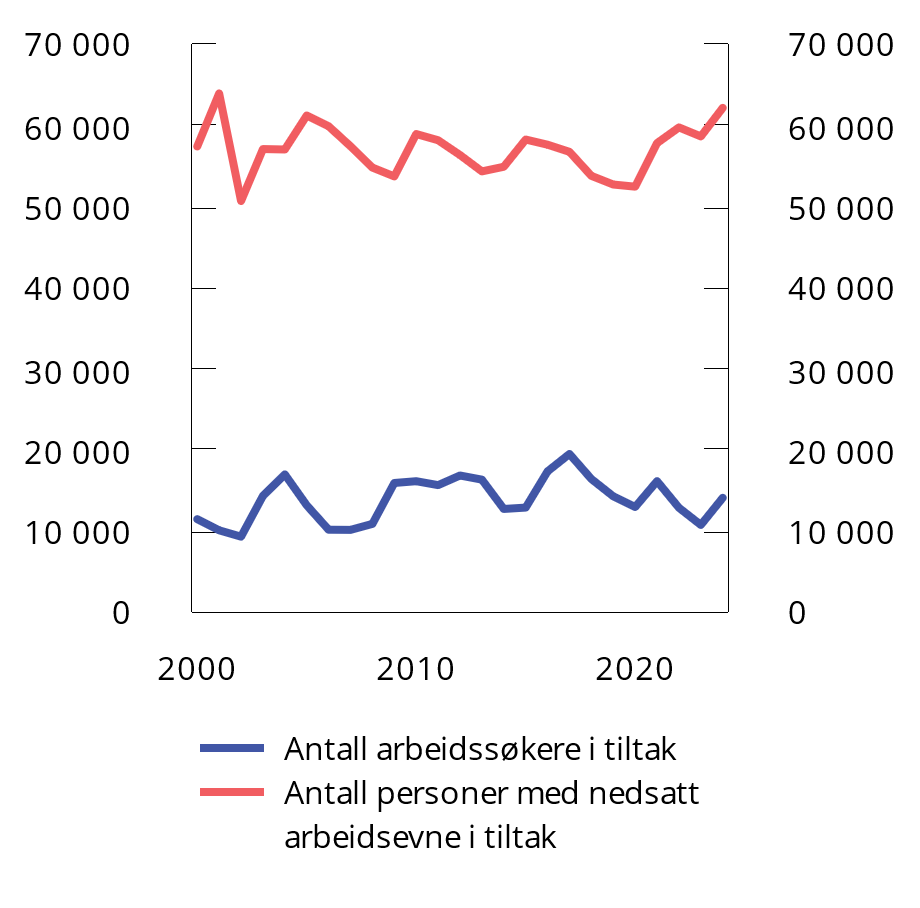 70 000 70 000
60 000 60 000
50 000 50 000
40 000 40 000
30 000 30 000
20 000 20 000
10 000 10 000
0 0
2000 2010 2020
Antall arbeidssøkere i tiltak
Antall personer med nedsatt
arbeidsevne i tiltak